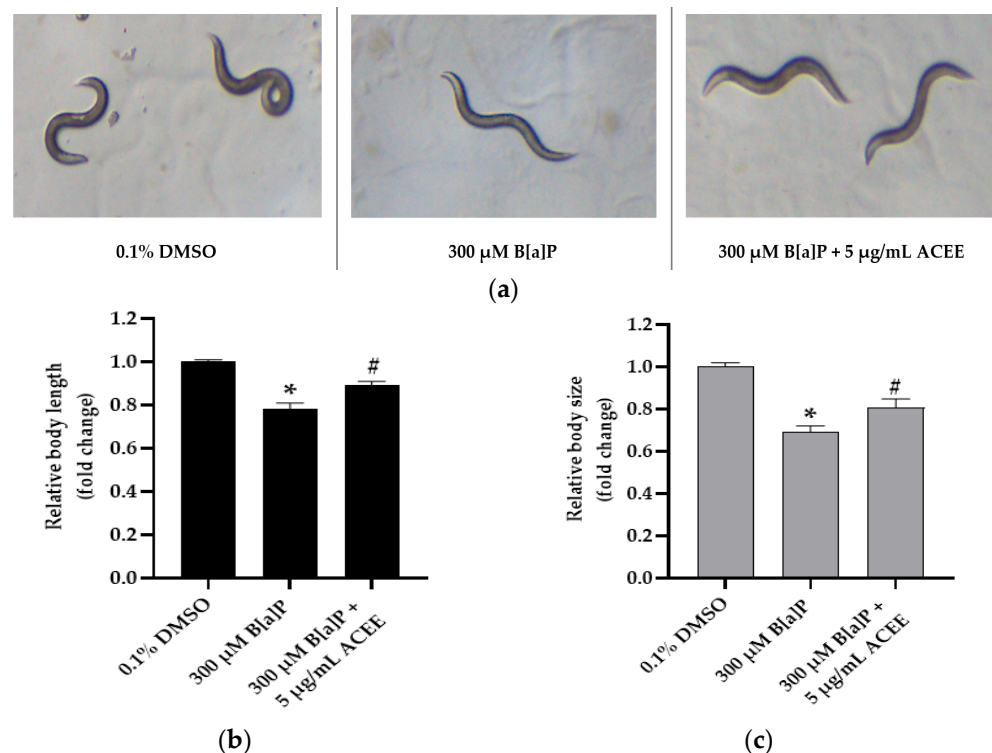 0.1% DMSO
300 µM B[a]P
300 µM B[a]P + 5 µg/mL ACEE
(a)
Relative body length
(fold change)
1.2
1.0
0.8
0.6
0.4
0.2
0.0
*
#
0.1% DMSO
300 µM B[a]P
300 µM B[a]P +
5 µg/mL ACEE
(b)
Relative body size
(fold change)
1.2
1.0
0.8
0.6
0.4
0.2
0.0
*
#
0.1% DMSO
300 µM B[a]P
300 µM B[a]P +
5 µg/mL ACEE
(c)